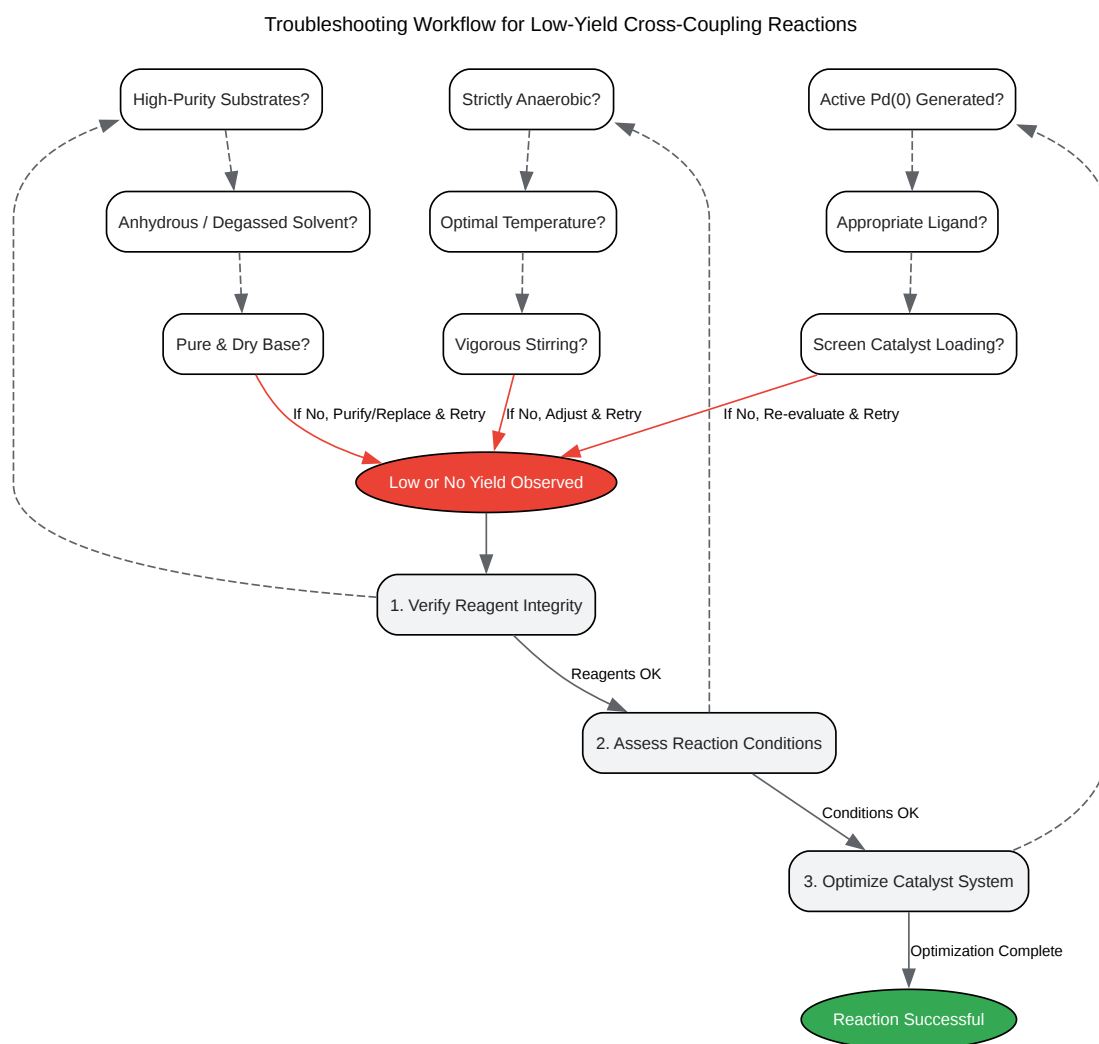 Troubleshooting Workflow for Low-Yield Cross-Coupling Reactions
High-Purity Substrates?
Strictly Anaerobic?
Active Pd(0) Generated?
Anhydrous / Degassed Solvent?
Optimal Temperature?
Appropriate Ligand?
Pure & Dry Base?
Vigorous Stirring?
Screen Catalyst Loading?
If No, Purify/Replace & Retry
If No, Adjust & Retry
If No, Re-evaluate & Retry
Low or No Yield Observed
1. Verify Reagent Integrity
Reagents OK
2. Assess Reaction Conditions
Conditions OK
3. Optimize Catalyst System
Optimization Complete
Reaction Successful